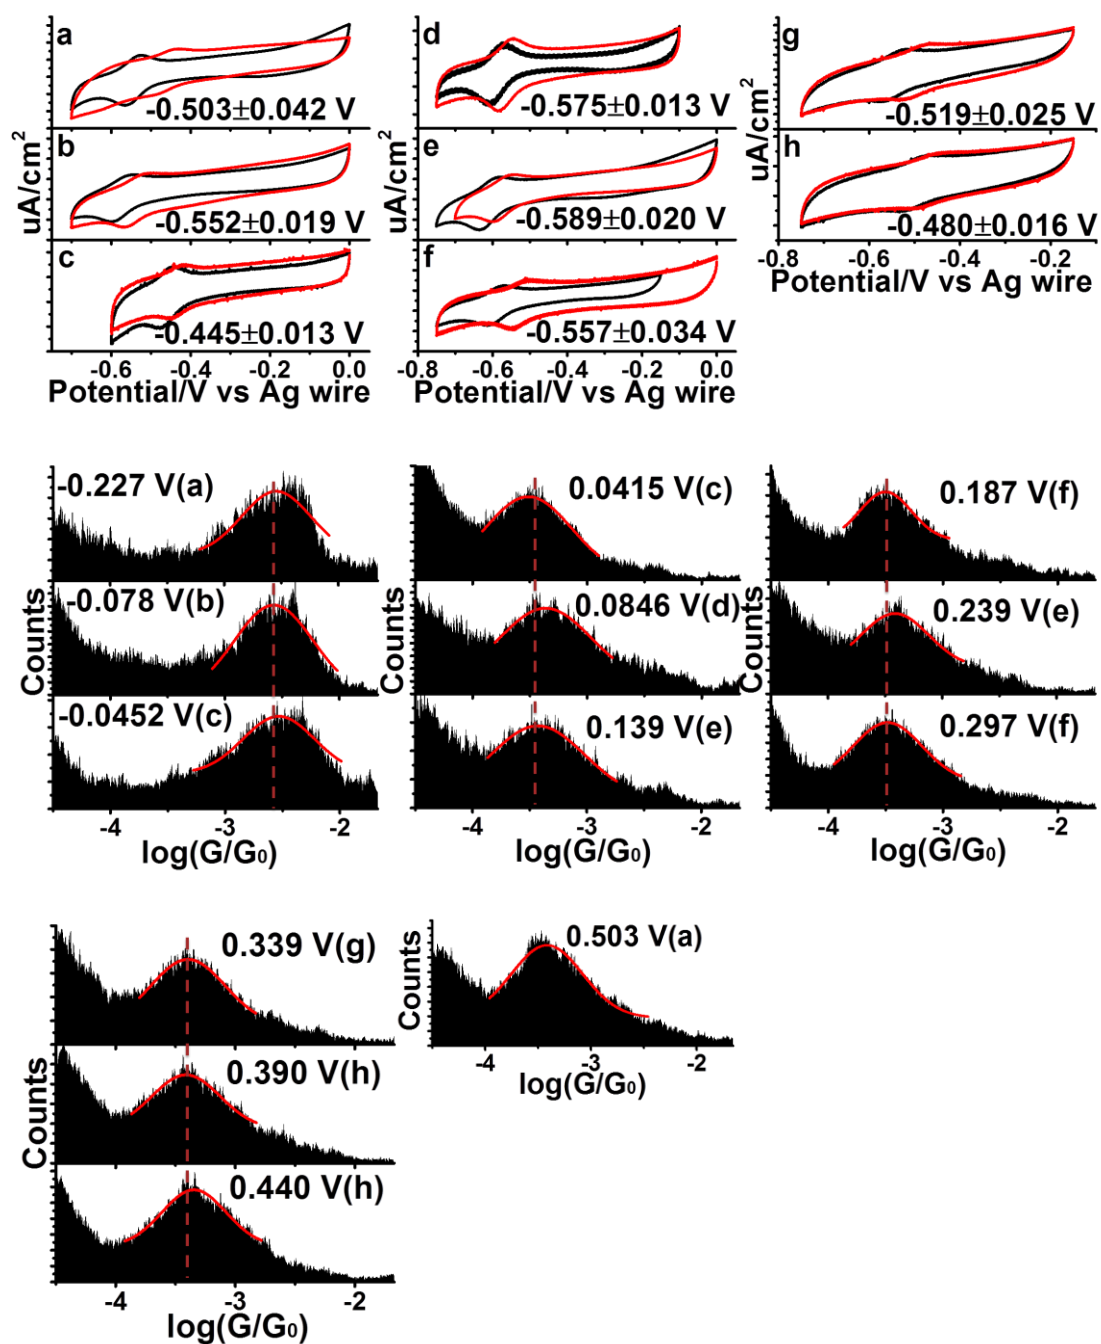 a
-0.503±0.042 V
b
-0.552±0.019 V
c
-0.445±0.013 V
uA/cm²
-0.6 -0.4 -0.2 0.0
Potential/V vs Ag wire
d
-0.575±0.013 V
e
-0.589±0.020 V
f
-0.557±0.034 V
uA/cm²
-0.8 -0.6 -0.4 -0.2 0.0
Potential/V vs Ag wire
g
-0.519±0.025 V
h
-0.480±0.016 V
uA/cm²
-0.8 -0.6 -0.4 -0.2
Potential/V vs Ag wire
-0.227 V(a)
-0.078 V(b)
-0.0452 V(c)
Counts
-4 -3 -2
log(G/G₀)
0.0415 V(c)
0.0846 V(d)
0.139 V(e)
Counts
-4 -3 -2
log(G/G₀)
0.187 V(f)
0.239 V(e)
0.297 V(f)
Counts
-4 -3 -2
log(G/G₀)
0.339 V(g)
0.390 V(h)
0.440 V(h)
Counts
-4 -3 -2
log(G/G₀)
0.503 V(a)
Counts
-4 -3 -2
log(G/G₀)